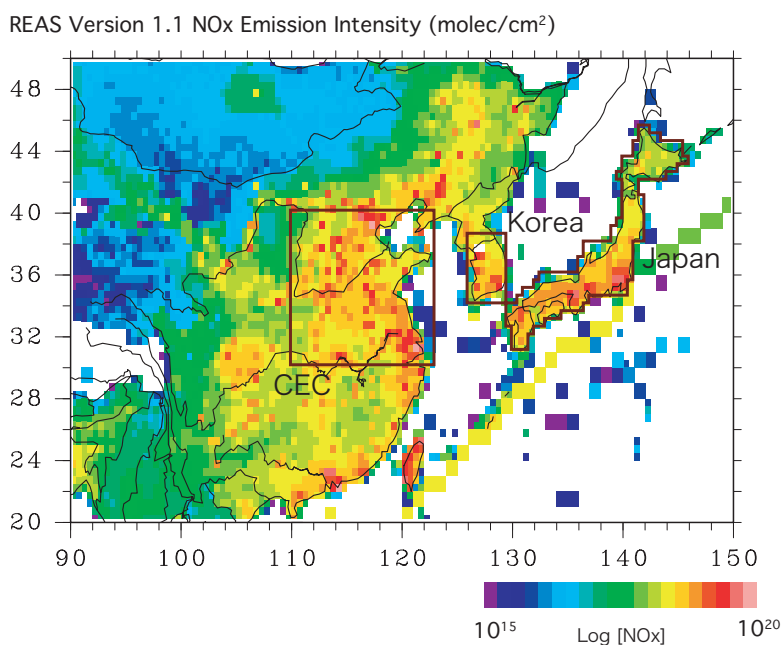 REAS Version 1.1 NOx Emission Intensity (molec/cm²)
48
44
40
36
32
28
24
20
Korea
Japan
CEC
90 100 110 120 130 140 150
10¹⁵ Log [NOx] 10²⁰